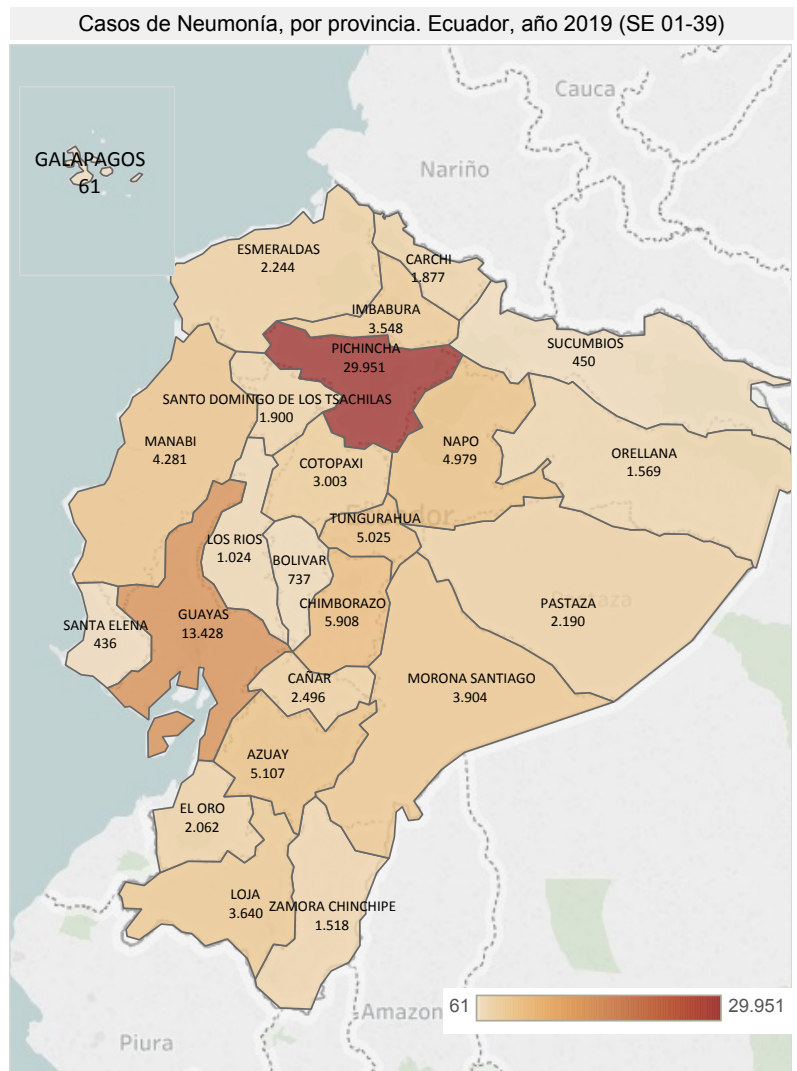 Casos de Neumonía, por provincia. Ecuador, año 2019 (SE 01-39)
Cauca
Nariño
GALAPAGOS
61
ESMERALDAS
2.244
CARCHI
1.877
IMBABURA
3.548
SUCUMBIOS
450
PICHINCHA
29.951
SANTO DOMINGO DE LOS TSACHILAS
1.900
MANABI
4.281
NAPO
4.979
ORELLANA
1.569
COTOPAXI
3.003
Ecuador
TUNGURAHUA
5.025
LOS RIOS
1.024
BOLIVAR
737
CHIMBORAZO
5.908
PASTAZA
2.190
Pastaza
SANTA ELENA
436
GUAYAS
13.428
CAÑAR
2.496
MORONA SANTIAGO
3.904
AZUAY
5.107
EL ORO
2.062
LOJA
3.640
ZAMORA CHINCHIPE
1.518
61
29.951
Amazon
Piura